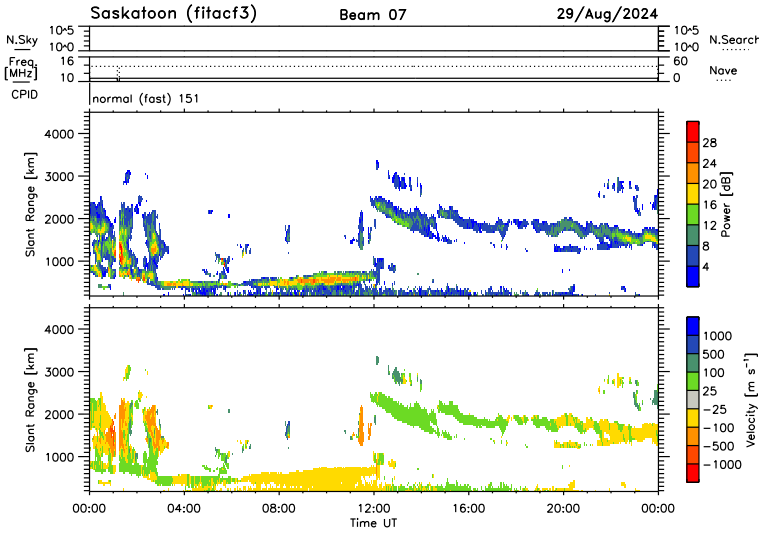 Saskatoon (fitacf3) Beam 07 29/Aug/2024
N.Sky 10^5 10^5 N.Search
10^0 10^0
Freq. 16 60 Nave
[MHz] 10 0
CPID normal (fast) 151
Slant Range [km] 4000 3000 2000 1000
28 24 20 16 12 8 4 Power [dB]
Slant Range [km] 4000 3000 2000 1000
1000 500 100 25 −25 −100 −500 −1000 Velocity [m s⁻¹]
00:00 04:00 08:00 12:00 16:00 20:00 00:00
Time UT